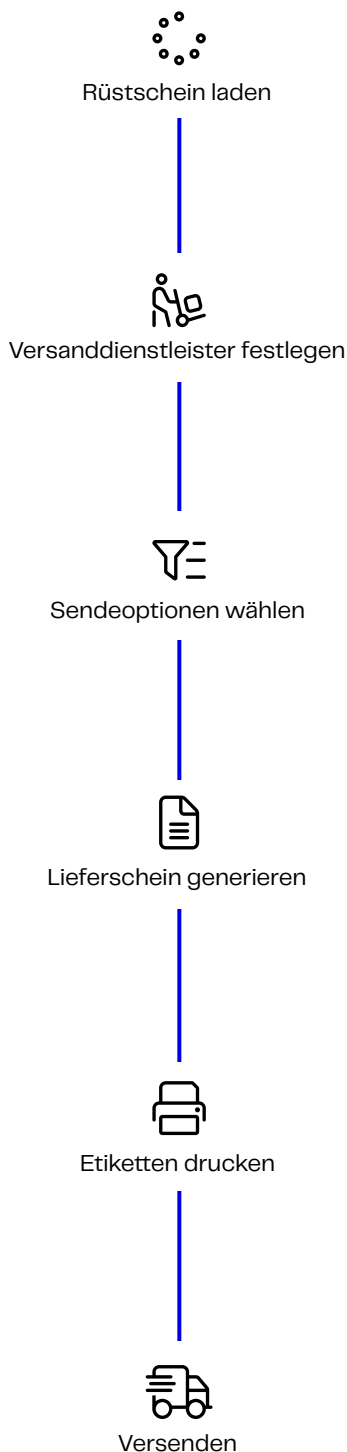 Rüstschein laden
Versanddienstleister festlegen
Sendeoptionen wählen
Lieferschein generieren
Etiketten drucken
Versenden